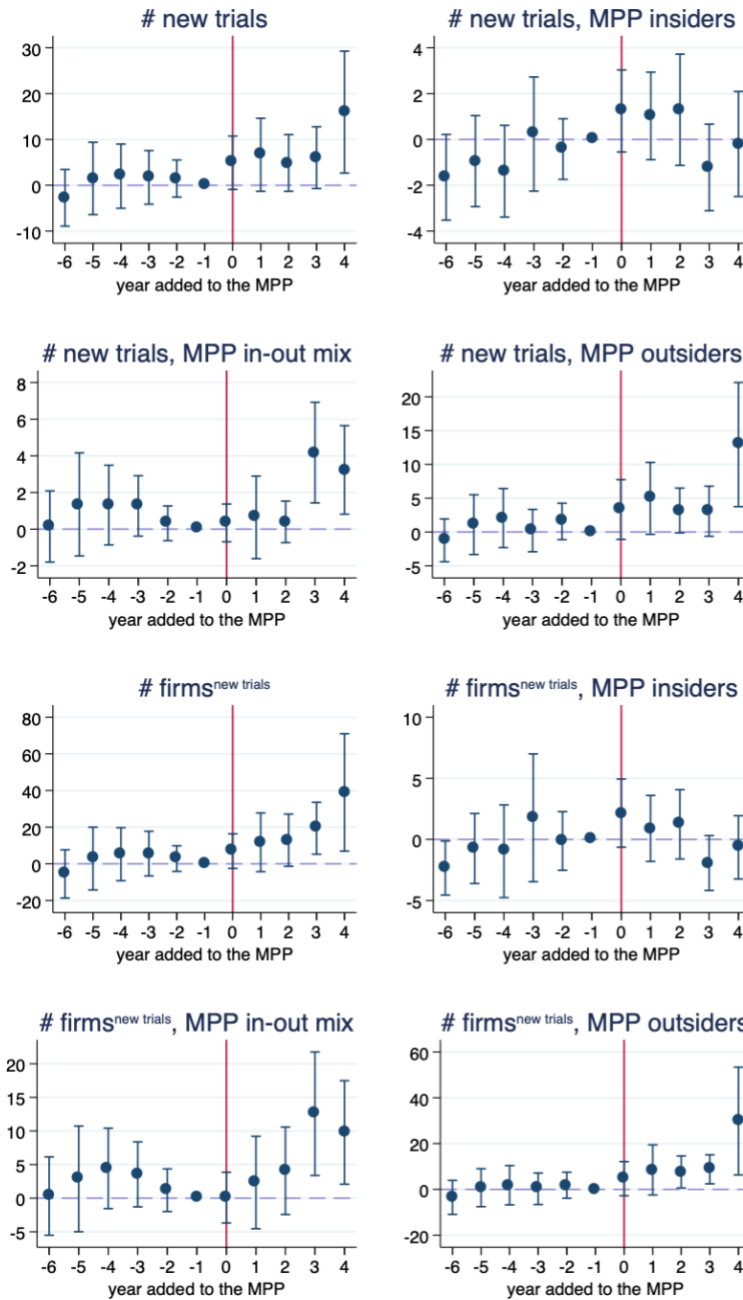 # new trials
30
20
10
0
-10
-6 -5 -4 -3 -2 -1 0 1 2 3 4
year added to the MPP
# new trials, MPP insiders
4
2
0
-2
-4
-6 -5 -4 -3 -2 -1 0 1 2 3 4
year added to the MPP
# new trials, MPP in-out mix
8
6
4
2
0
-2
-6 -5 -4 -3 -2 -1 0 1 2 3 4
year added to the MPP
# new trials, MPP outsiders
20
15
10
5
0
-5
-6 -5 -4 -3 -2 -1 0 1 2 3 4
year added to the MPP
# firms^new trials
80
60
40
20
0
-20
-6 -5 -4 -3 -2 -1 0 1 2 3 4
year added to the MPP
# firms^new trials, MPP insiders
10
5
0
-5
-6 -5 -4 -3 -2 -1 0 1 2 3 4
year added to the MPP
# firms^new trials, MPP in-out mix
20
15
10
5
0
-5
-6 -5 -4 -3 -2 -1 0 1 2 3 4
year added to the MPP
# firms^new trials, MPP outsiders
60
40
20
0
-20
-6 -5 -4 -3 -2 -1 0 1 2 3 4
year added to the MPP